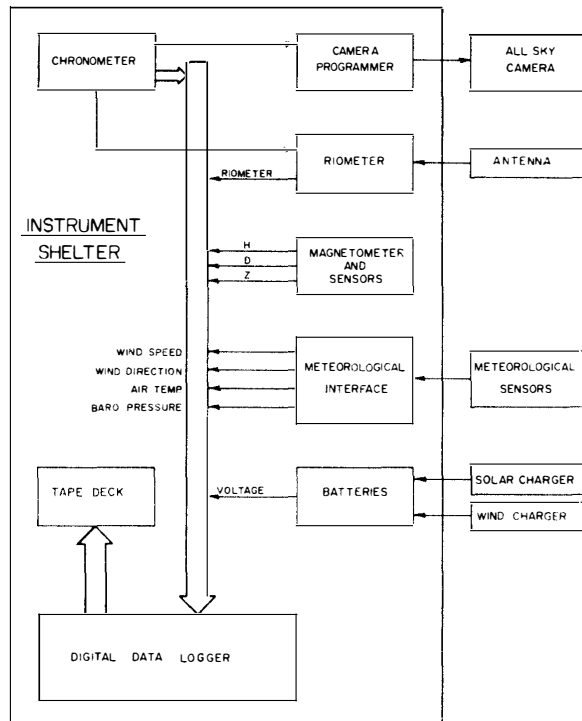 CHRONOMETER
CAMERA
PROGRAMMER
ALL SKY
CAMERA
RIOMETER
ANTENNA
RIOMETER
INSTRUMENT
SHELTER
H
D
Z
MAGNETOMETER
AND
SENSORS
WIND SPEED
WIND DIRECTION
AIR TEMP
BARO PRESSURE
METEOROLOGICAL
INTERFACE
METEOROLOGICAL
SENSORS
TAPE DECK
VOLTAGE
BATTERIES
SOLAR CHARGER
WIND CHARGER
DIGITAL DATA LOGGER